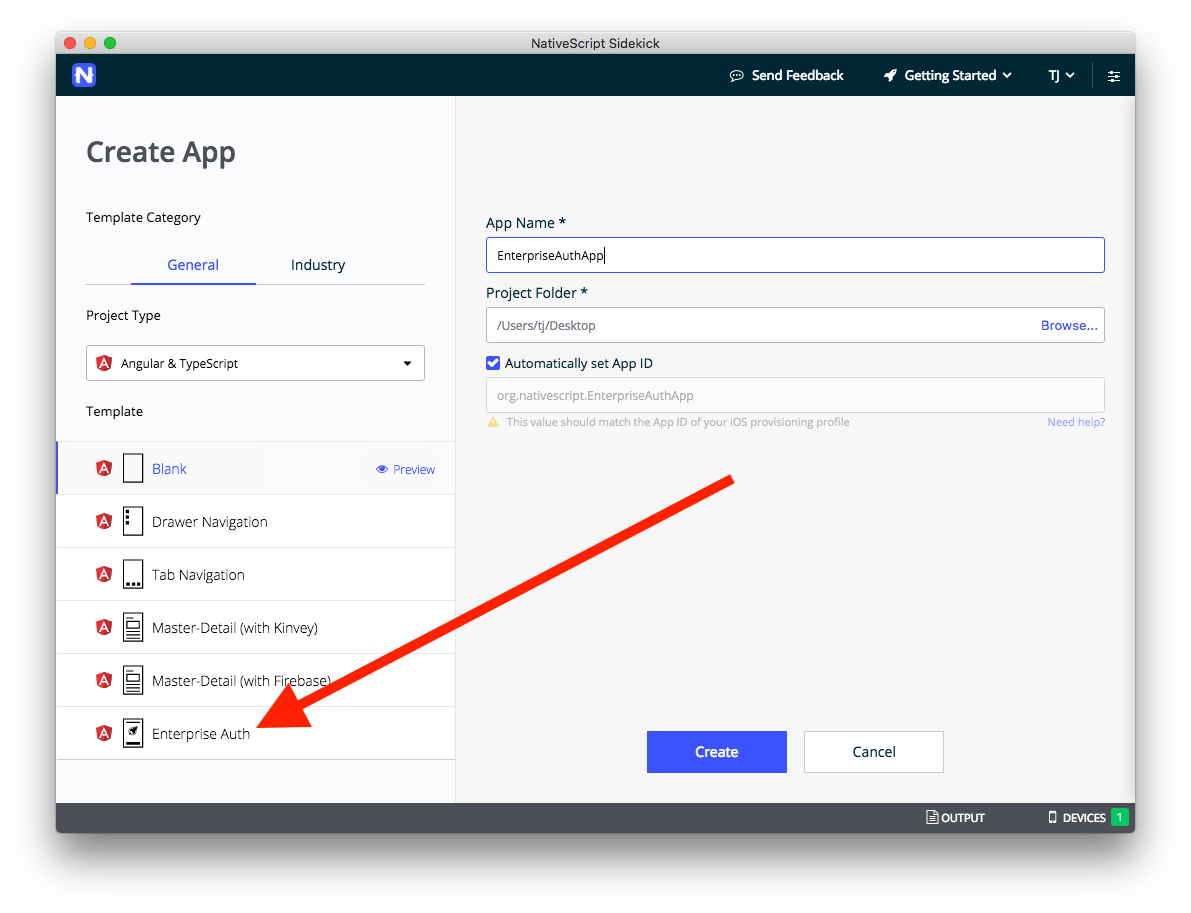 NativeScript Sidekick
N
Send Feedback
Getting Started
TJ
Create App
Template Category
General
Industry
Project Type
Angular & TypeScript
Template
Blank
Preview
Drawer Navigation
Tab Navigation
Master-Detail (with Kinvey)
Master-Detail (with Firebase)
Enterprise Auth
App Name *
EnterpriseAuthApp
Project Folder *
/Users/tj/Desktop
Browse...
Automatically set App ID
org.nativescript.EnterpriseAuthApp
This value should match the App ID of your iOS provisioning profile
Need help?
Create
Cancel
OUTPUT
DEVICES 1